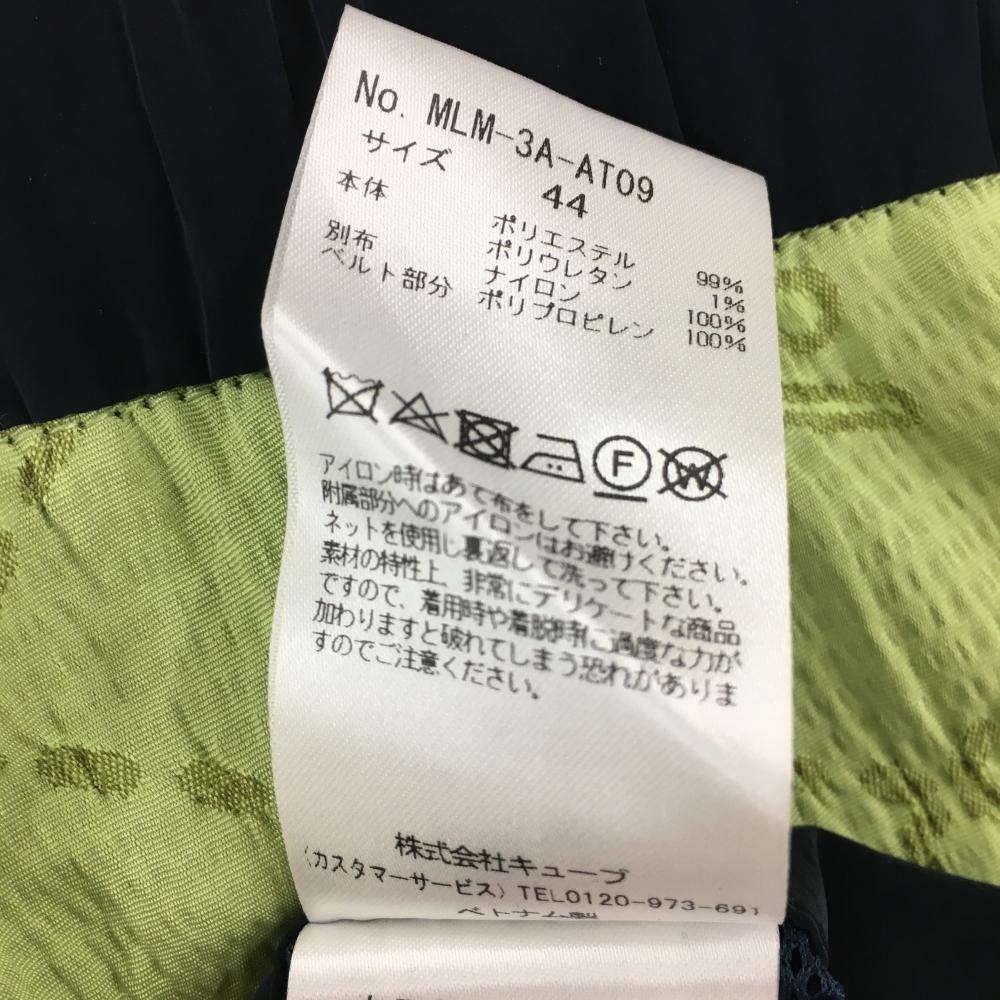 No. MLM-3A-AT09
サイズ 44
本体 ポリエステル 99%
ポリウレタン 1%
別布 ナイロン 100%
ベルト部分 ポリプロピレン 100%
F W
アイロン時はあて布をして下さい。
附属部分へのアイロンはお避けください。
ネットを使用し裏返して洗って下さい。
素材の特性上、非常にデリケートな商品
ですので、着用時や着脱時に過度な力が
加わりますと破れてしまう恐れがありま
すのでご注意ください。
株式会社キューブ
(カスタマーサービス) TEL0120-973-691
ベトナム製